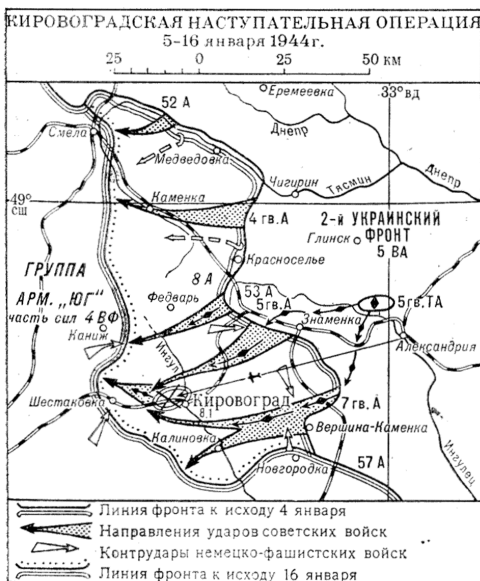 КИРОВОГРАДСКАЯ НАСТУПАТЕЛЬНАЯ ОПЕРАЦИЯ
5-16 января 1944г.
25 0 25 50 КМ
33° ВД
52 А
Еремеевка
Днепр
Смела
Медведовка
Чигирин
Тясмин
Днепр
49°
СШ
Каменка
4 гв.А
2-й УКРАИНСКИЙ
ФРОНТ
5 ВА
Глинск
Красноселье
ГРУППА
АРМ. „ЮГ"
часть сил 4 ВФ
8 А
53 А
5гв.А
5гв.ТА
Федварь
Знаменка
Каниж
Ингул
Александрия
Шестаковка
Кировоград
8.1
7 гв.А
Калиновка
Вершина-Каменка
Новгородка
57 А
Ингулец
Линия фронта к исходу 4 января
Направления ударов советских войск
Контрудары немецко-фашистских войск
Линия фронта к исходу 16 января